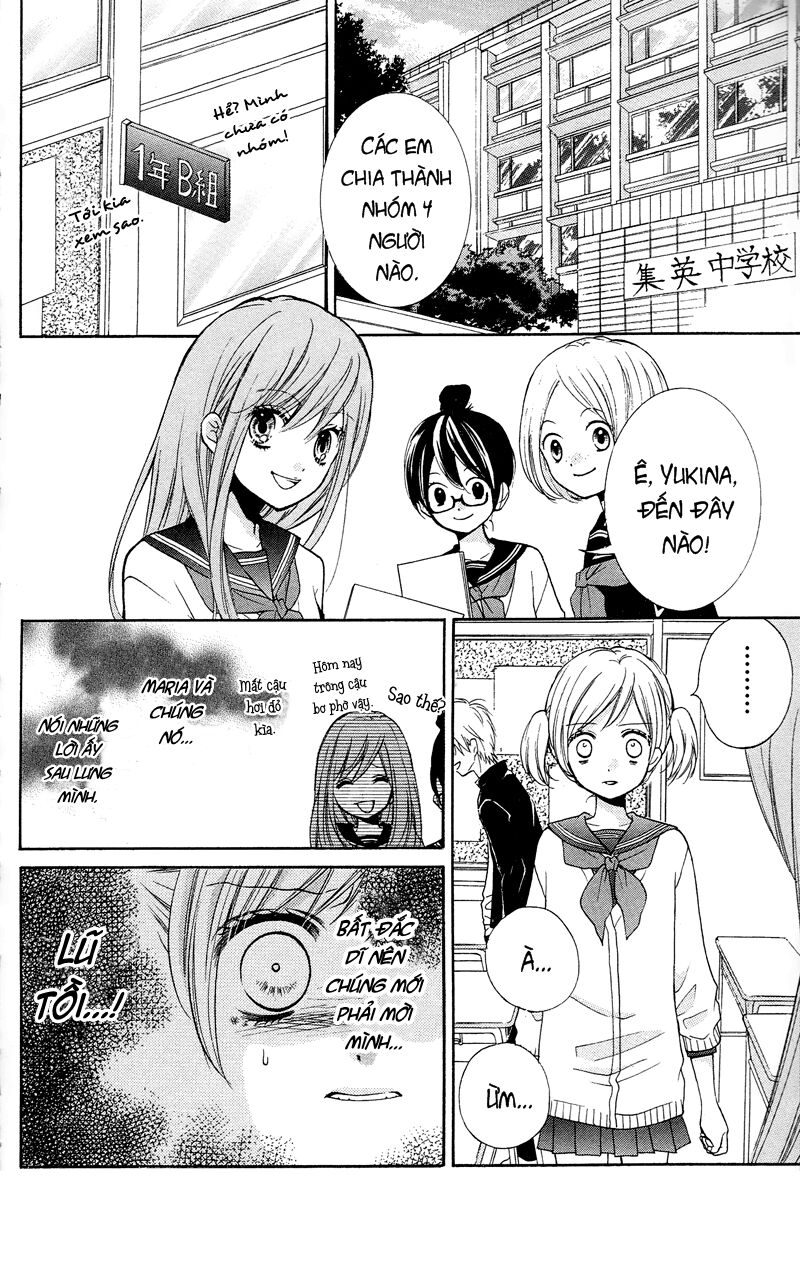 CÁC EM
CHIA THÀNH
NHÓM 4
NGƯỜI
NÀO.
集英中学校
Hể? Mình
chưa có
nhóm!
1年B組
Tới kia
xem sao.
Ê, YUKINA,
ĐẾN ĐÂY
NÀO!
........
À...
ỪM...
Sao thế?
Hôm nay
trông cậu
bơ phờ vậy.
Mắt cậu
hơi đỏ
kìa.
MARIA VÀ
CHÚNG
NÓ...
NÓI NHỮNG
LỜI ẤY
SAU LƯNG
MÌNH.
BẤT ĐẮC
DĨ NÊN
CHÚNG MỚI
PHẢI MỜI
MÌNH...
LŨ
TỒI...!